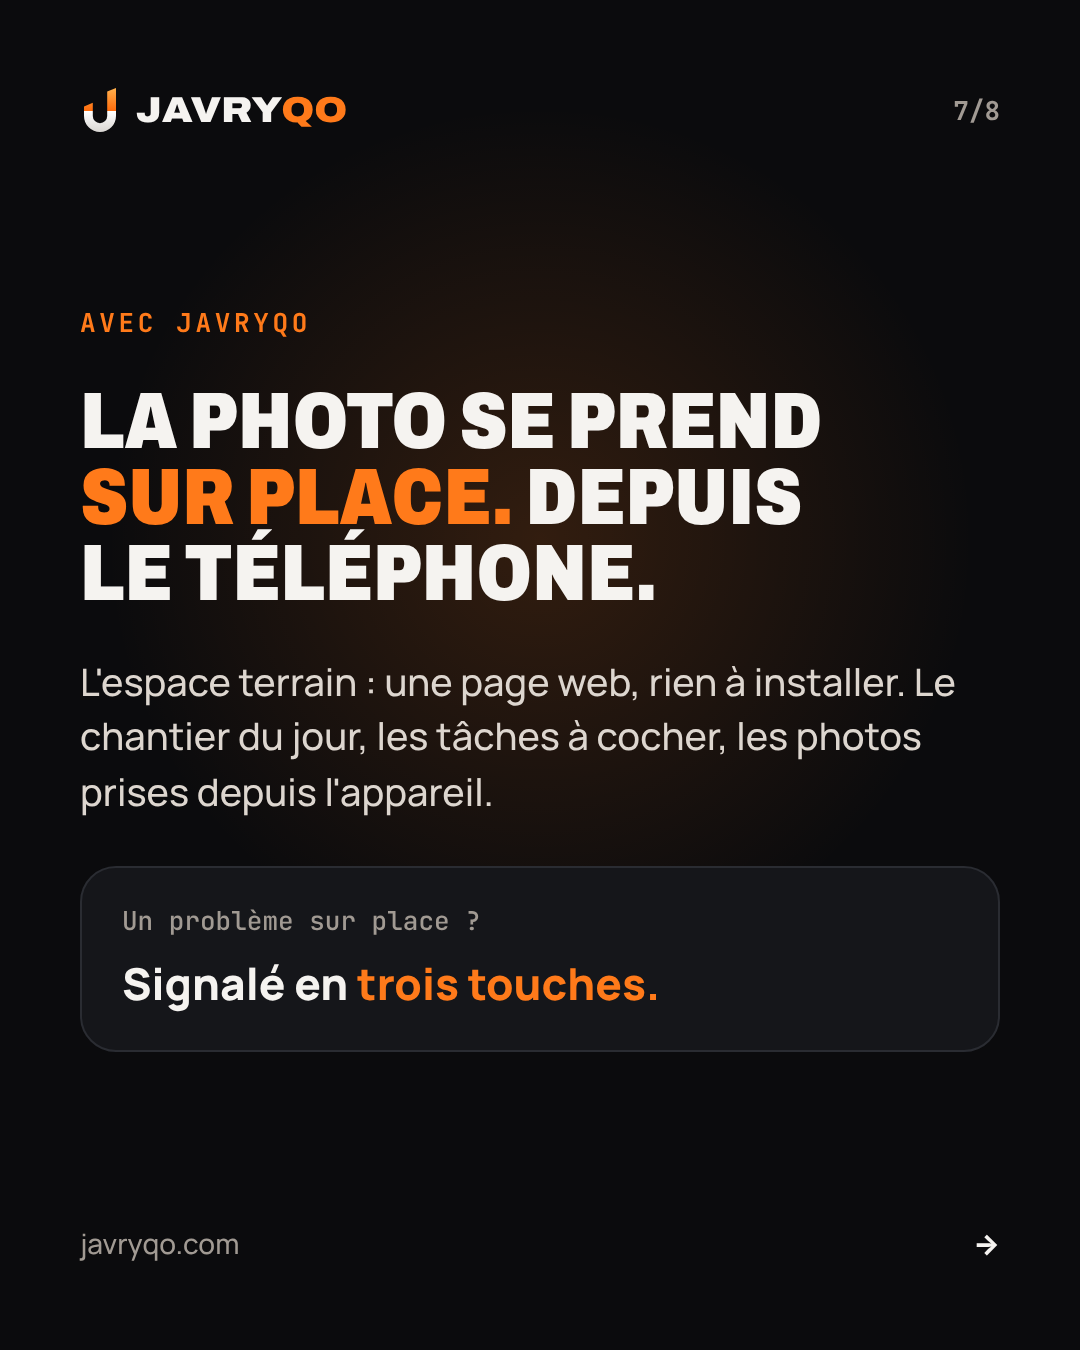 JAVRYQO
7/8
AVEC JAVRYQO
LA PHOTO SE PREND
SUR PLACE. DEPUIS
LE TÉLÉPHONE.
L'espace terrain : une page web, rien à installer. Le
chantier du jour, les tâches à cocher, les photos
prises depuis l'appareil.
Un problème sur place ?
Signalé en trois touches.
javryqo.com
→